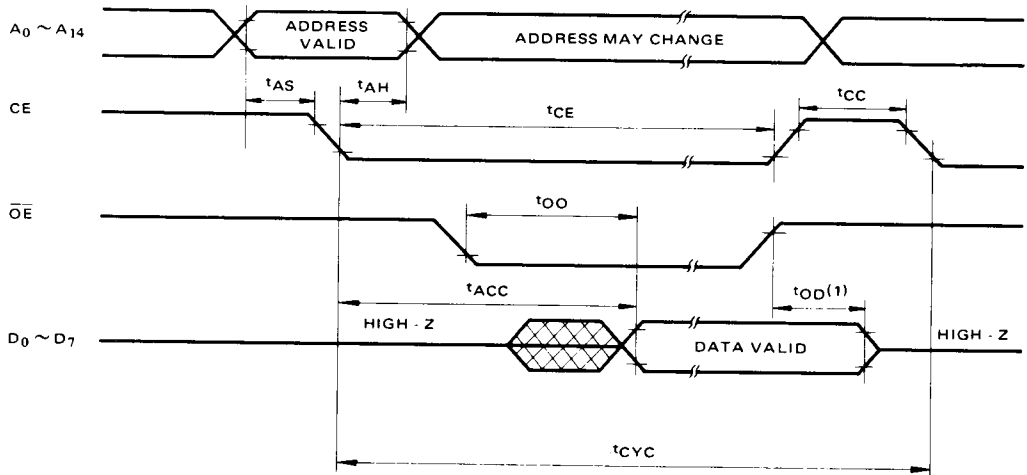 A0 ~ A14
ADDRESS
VALID
ADDRESS MAY CHANGE
tAS
tAH
CE
tCE
tCC
OE
tOO
tACC
tOD(1)
HIGH - Z
D0 ~ D7
DATA VALID
HIGH - Z
tCYC